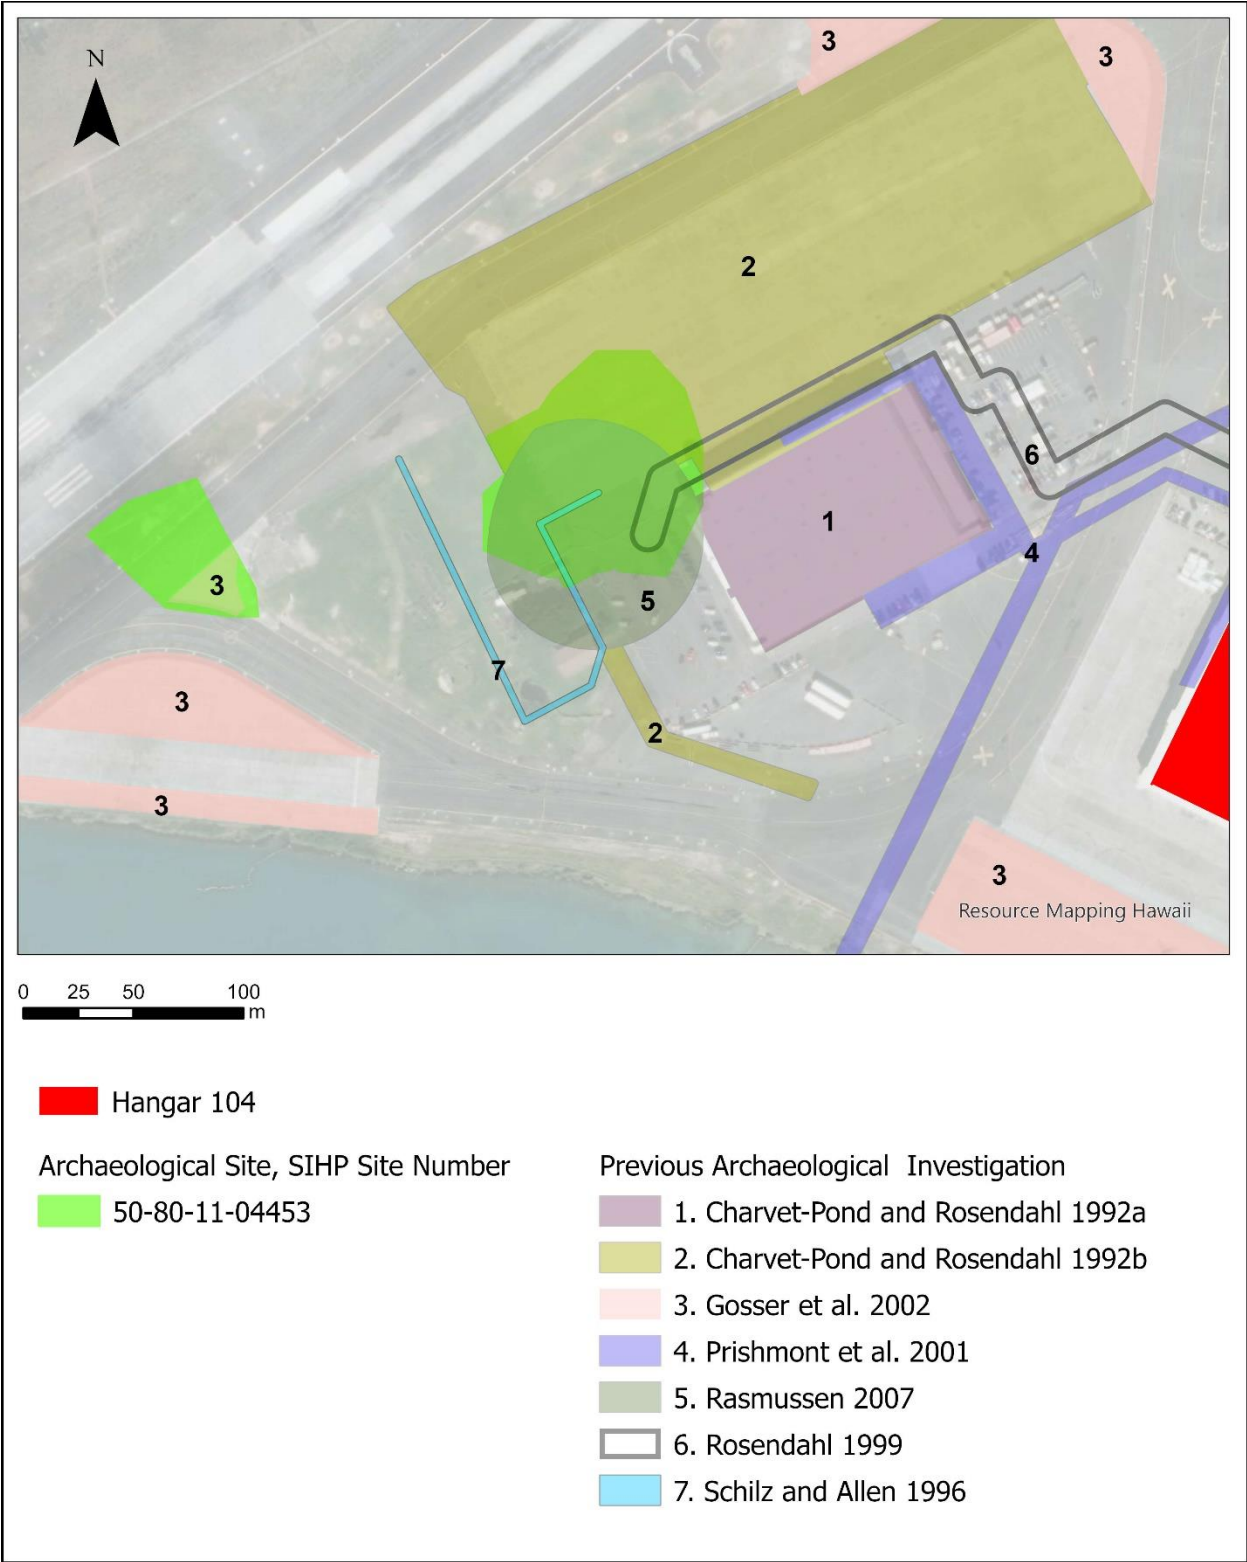 N
3
3
2
6
1
4
3
5
7
3
2
3
3
Resource Mapping Hawaii
0 25 50 100
m
Hangar 104
Archaeological Site, SIHP Site Number
50-80-11-04453
Previous Archaeological Investigation
1. Charvet-Pond and Rosendahl 1992a
2. Charvet-Pond and Rosendahl 1992b
3. Gosser et al. 2002
4. Prishmont et al. 2001
5. Rasmussen 2007
6. Rosendahl 1999
7. Schilz and Allen 1996